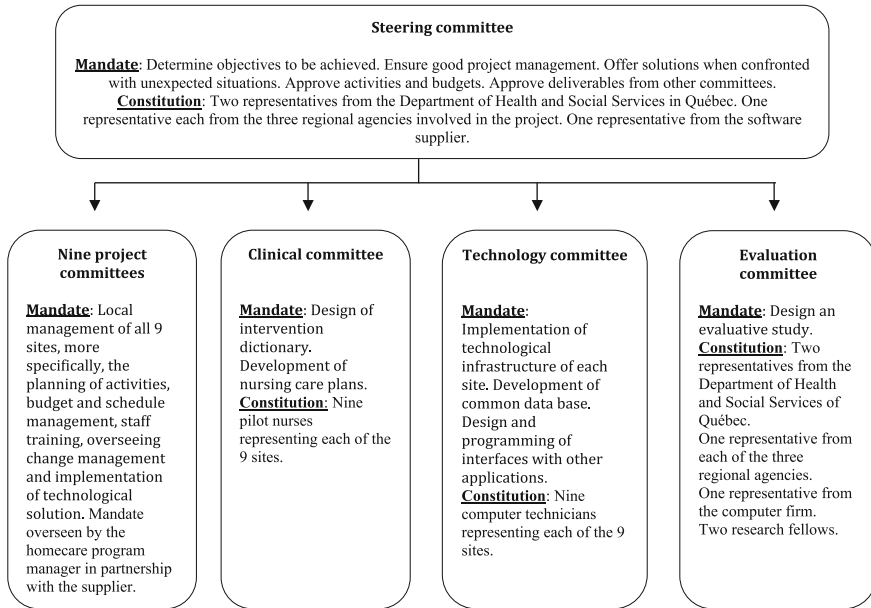 Steering committee
Mandate: Determine objectives to be achieved. Ensure good project management. Offer solutions when confronted
with unexpected situations. Approve activities and budgets. Approve deliverables from other committees.
Constitution: Two representatives from the Department of Health and Social Services in Québec. One
representative each from the three regional agencies involved in the project. One representative from the software
supplier.
Nine project
committees
Mandate: Local
management of all 9
sites, more
specifically, the
planning of activities,
budget and schedule
management, staff
training, overseeing
change management
and implementation
of technological
solution. Mandate
overseen by the
homecare program
manager in partnership
with the supplier.
Clinical committee
Mandate: Design of
intervention
dictionary.
Development of
nursing care plans.
Constitution: Nine
pilot nurses
representing each of the
9 sites.
Technology committee
Mandate:
Implementation of
technological
infrastructure of each
site. Development of
common data base.
Design and
programming of
interfaces with other
applications.
Constitution: Nine
computer technicians
representing each of the 9
sites.
Evaluation
committee
Mandate: Design an
evaluative study.
Constitution: Two
representatives from the
Department of Health
and Social Services of
Québec.
One representative from
each of the three
regional agencies.
One representative from
the computer firm.
Two research fellows.